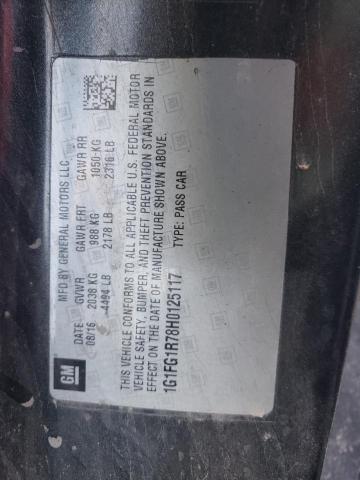 MFD BY GENERAL MOTORS LLC
DATE GVWR GAWR FRT GAWR RR
08/16 2038 KG 988 KG 1050 KG
4494 LB 2178 LB 2316 LB
THIS VEHICLE CONFORMS TO ALL APPLICABLE U.S. FEDERAL MOTOR
VEHICLE SAFETY, BUMPER, AND THEFT PREVENTION STANDARDS IN
EFFECT ON THE DATE OF MANUFACTURE SHOWN ABOVE.
1G1FG1R78H0125117 TYPE: PASS CAR
GM